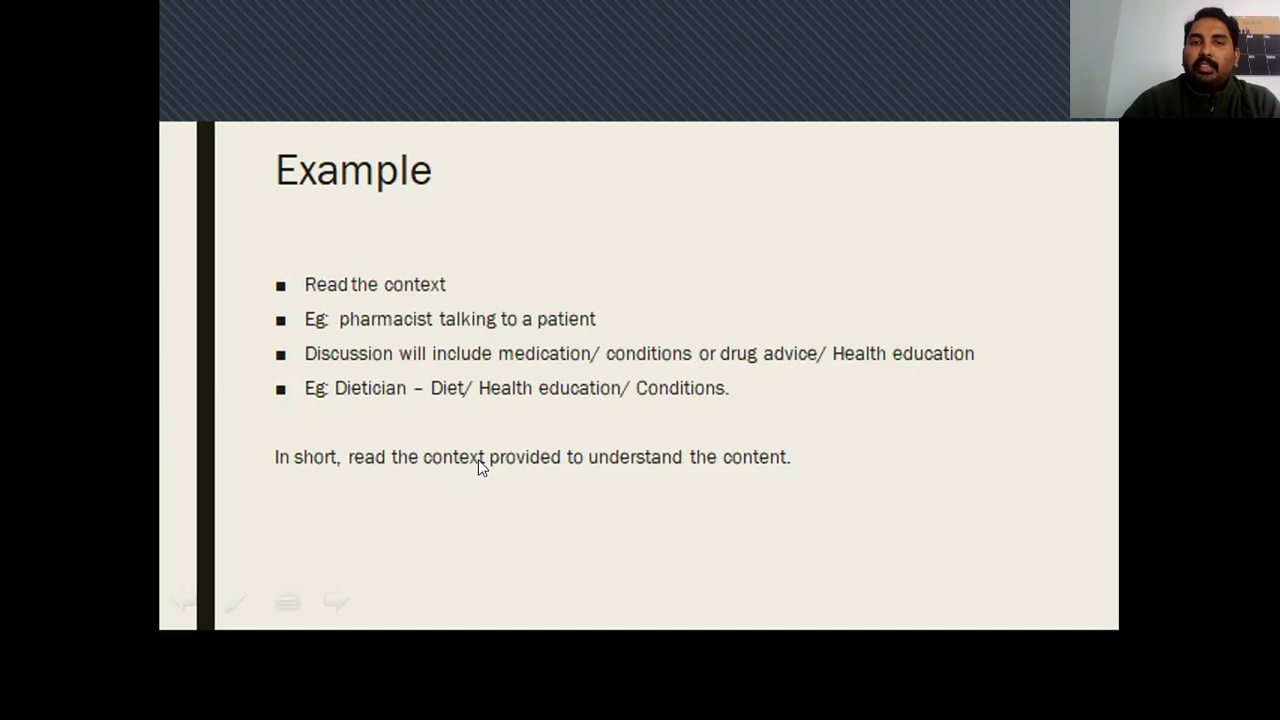 Example
Read the context
Eg: pharmacist talking to a patient
Discussion will include medication/ conditions or drug advice/ Health education
Eg: Dietician – Diet/ Health education/ Conditions.
In short, read the context provided to understand the content.